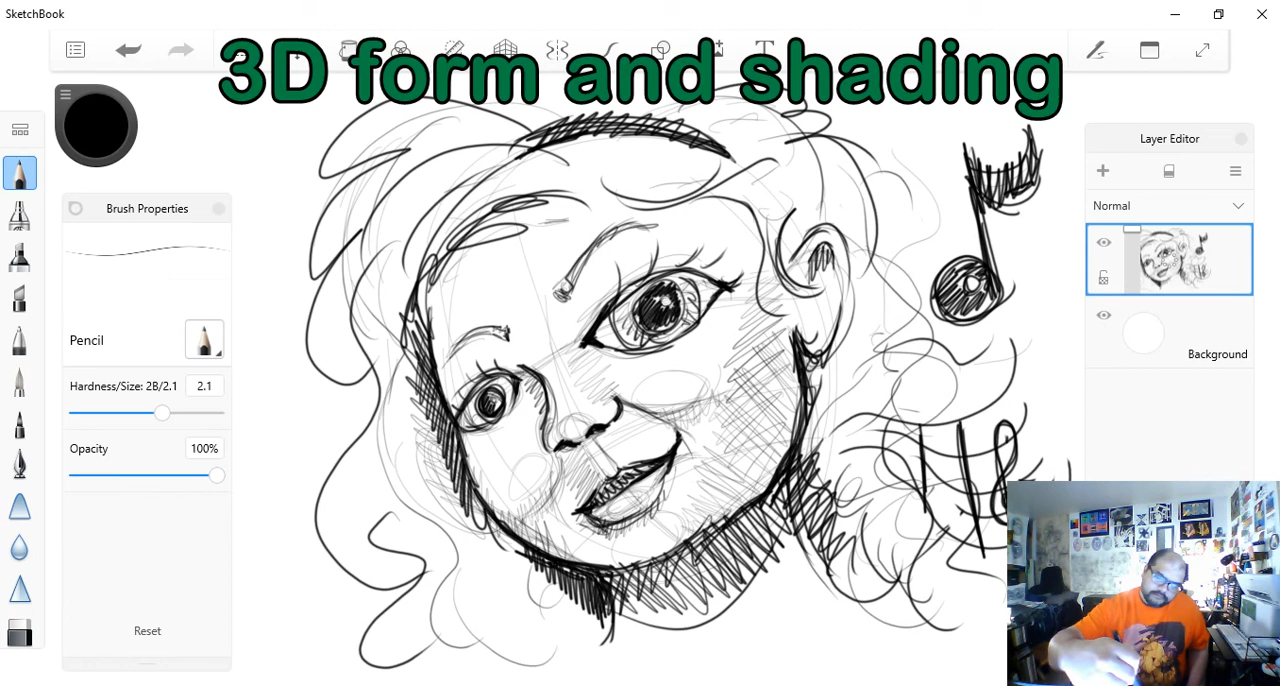 SketchBook
3D form and shading
Brush Properties
Layer Editor
Normal
Pencil
Background
Hardness/Size: 2B/2.1 2.1
Opacity 100%
Reset